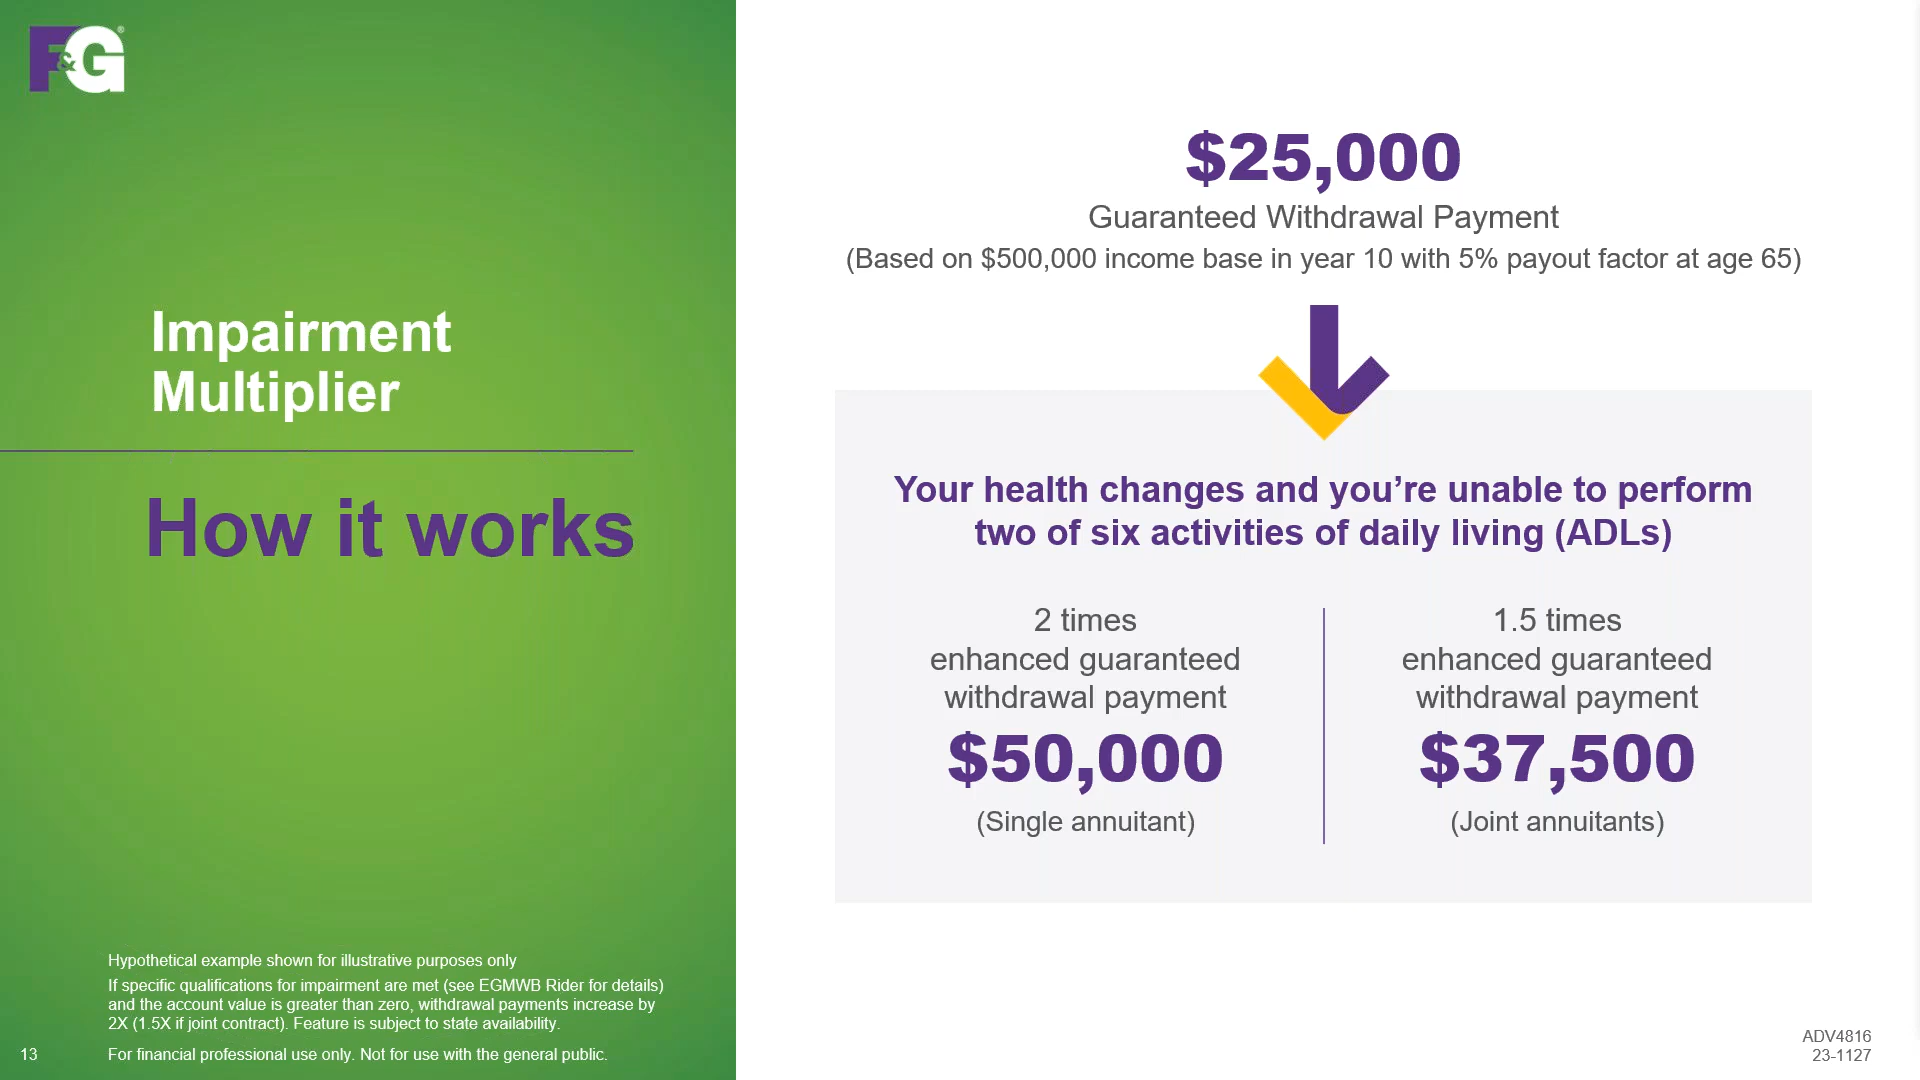 F&G®
Impairment
Multiplier
How it works
Hypothetical example shown for illustrative purposes only
If specific qualifications for impairment are met (see EGMWB Rider for details)
and the account value is greater than zero, withdrawal payments increase by
2X (1.5X if joint contract). Feature is subject to state availability.
13
For financial professional use only. Not for use with the general public.
$25,000
Guaranteed Withdrawal Payment
(Based on $500,000 income base in year 10 with 5% payout factor at age 65)
Your health changes and you’re unable to perform
two of six activities of daily living (ADLs)
2 times
enhanced guaranteed
withdrawal payment
$50,000
(Single annuitant)
1.5 times
enhanced guaranteed
withdrawal payment
$37,500
(Joint annuitants)
ADV4816
23-1127